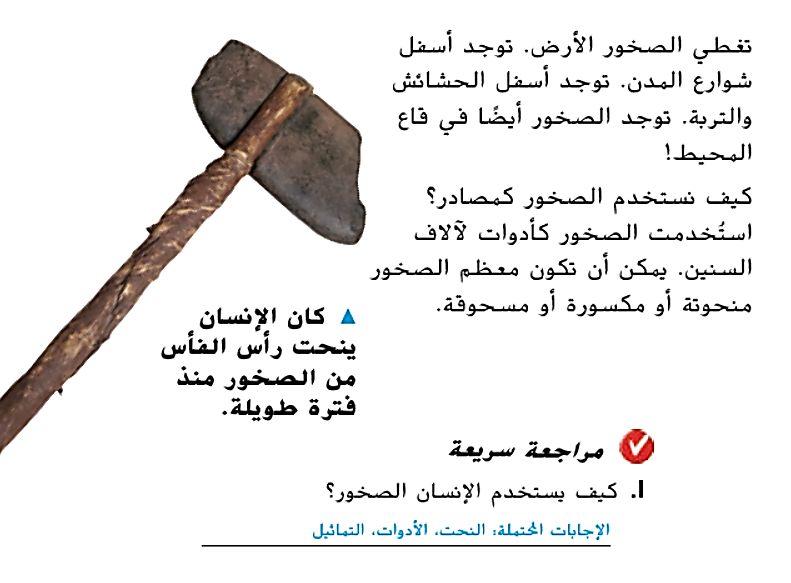 تغطي الصخور الأرض. توجد أسفل
شوارع المدن. توجد أسفل الحشائش
والتربة. توجد الصخور أيضًا في قاع
المحيط!
كيف نستخدم الصخور كمصادر؟
استُخدمت الصخور كأدوات لآلاف
السنين. يمكن أن تكون معظم الصخور
منحوتة أو مكسورة أو مسحوقة.
▲ كان الإنسان
ينحت رأس الفأس
من الصخور منذ
فترة طويلة.
مراجعة سريعة
1. كيف يستخدم الإنسان الصخور؟
الإجابات المحتملة: النحت، الأدوات، التماثيل